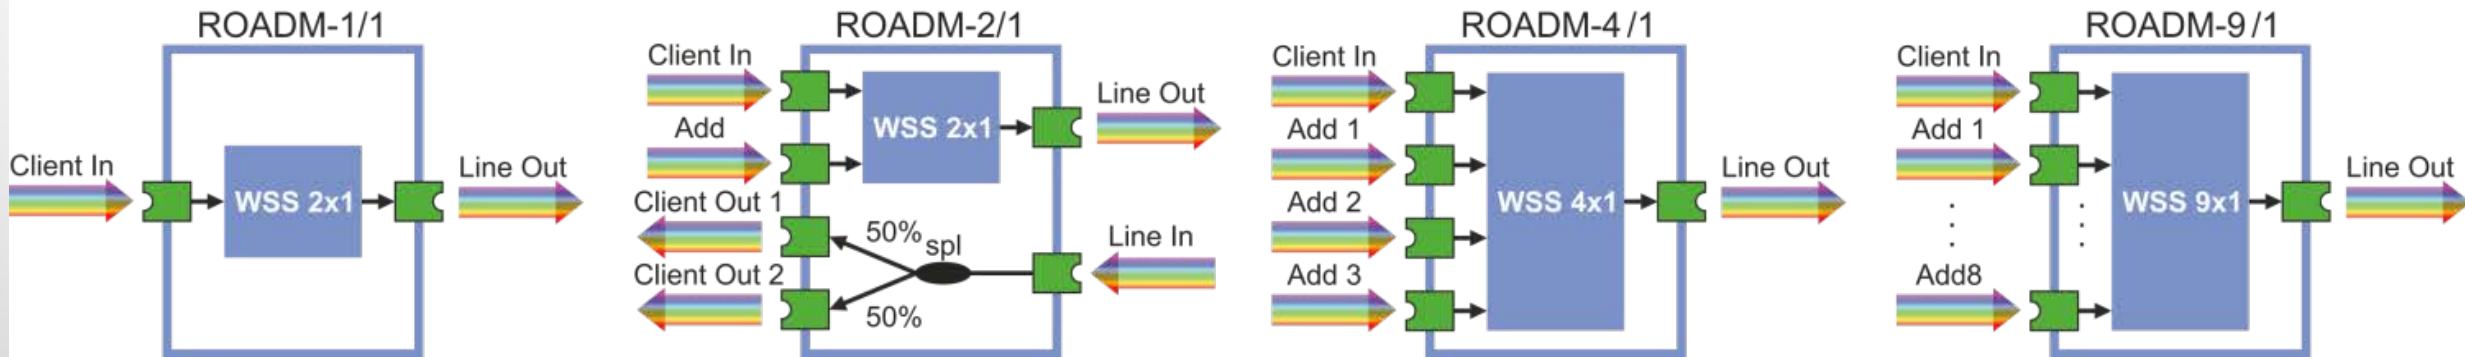 ROADM-1/1
Client In
WSS 2x1
Line Out
ROADM-2/1
Client In
Add
WSS 2x1
Line Out
Client Out 1
50%
spl
Line In
Client Out 2
50%
ROADM-4/1
Client In
Add 1
Add 2
Add 3
WSS 4x1
Line Out
ROADM-9/1
Client In
Add 1
Add8
WSS 9x1
Line Out